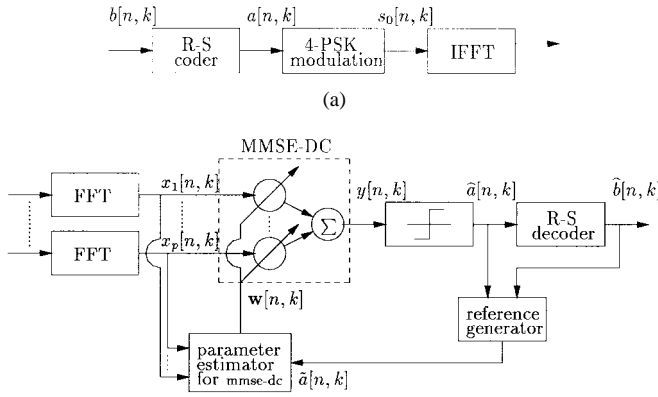 b[n, k] a[n, k] s₀[n, k]
R-S coder
4-PSK modulation
IFFT
(a)
MMSE-DC
FFT
x₁[n, k]
y[n, k]
â[n, k]
b̂[n, k]
Σ
R-S decoder
FFT
xₚ[n, k]
w[n, k]
reference generator
parameter estimator for mmse-dc
ã[n, k]